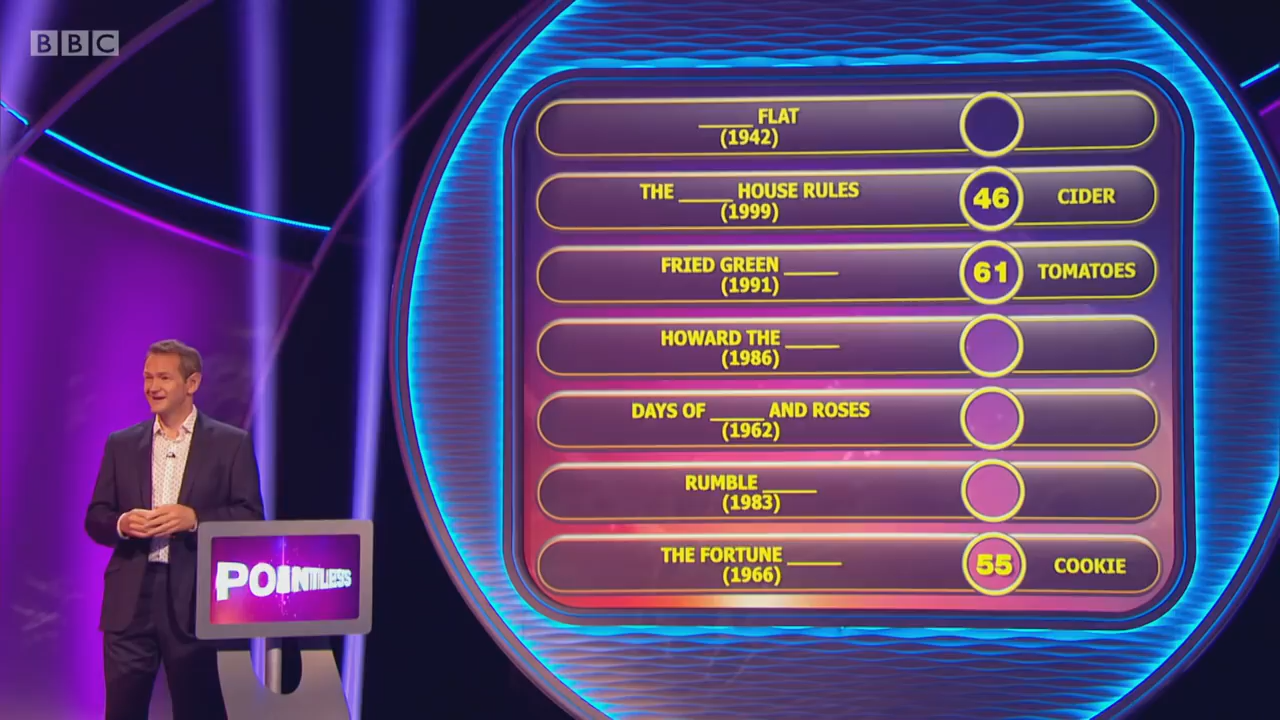 BBC
_____ FLAT
(1942)
THE _____ HOUSE RULES
(1999)
46
CIDER
FRIED GREEN _____
(1991)
61
TOMATOES
HOWARD THE _____
(1986)
DAYS OF _____ AND ROSES
(1962)
RUMBLE _____
(1983)
THE FORTUNE _____
(1966)
55
COOKIE
POINTLESS